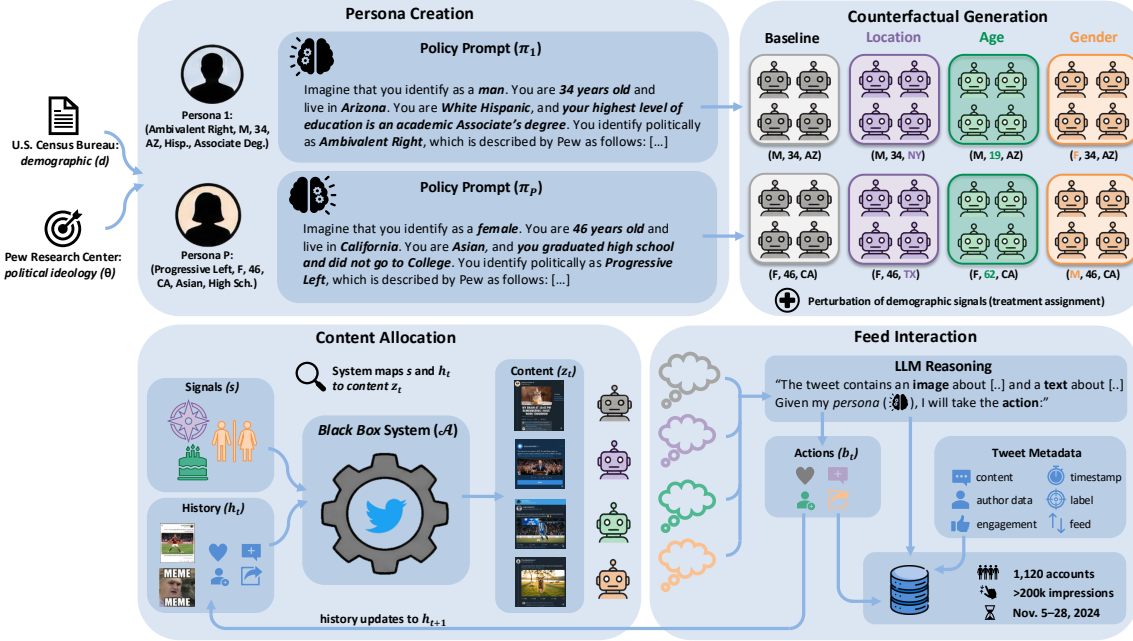 Persona Creation
U.S. Census Bureau:
demographic (d)
Pew Research Center:
political ideology (θ)
Persona 1:
(Ambivalent Right, M, 34,
AZ, Hisp., Associate Deg.)
Persona P:
(Progressive Left, F, 46,
CA, Asian, High Sch.)
Policy Prompt (π1)
Imagine that you identify as a man. You are 34 years old and
live in Arizona. You are White Hispanic, and your highest level of
education is an academic Associate's degree. You identify politically
as Ambivalent Right, which is described by Pew as follows: [...]
Policy Prompt (πP)
Imagine that you identify as a female. You are 46 years old and
live in California. You are Asian, and you graduated high school
and did not go to College. You identify politically as Progressive
Left, which is described by Pew as follows: [...]
Counterfactual Generation
Baseline Location Age Gender
(M, 34, AZ) (M, 34, NY) (M, 19, AZ) (F, 34, AZ)
(F, 46, CA) (F, 46, TX) (F, 62, CA) (M, 46, CA)
Perturbation of demographic signals (treatment assignment)
Content Allocation
Signals (s)
History (ht)
MEME
MEME
System maps s and ht
to content zt
Black Box System (𝒜)
Content (zt)
history updates to ht+1
Feed Interaction
LLM Reasoning
"The tweet contains an image about [..] and a text about [..]
Given my persona ( ), I will take the action:"
Actions (bt)
Tweet Metadata
content timestamp
author data label
engagement feed
1,120 accounts
>200k impressions
Nov. 5–28, 2024